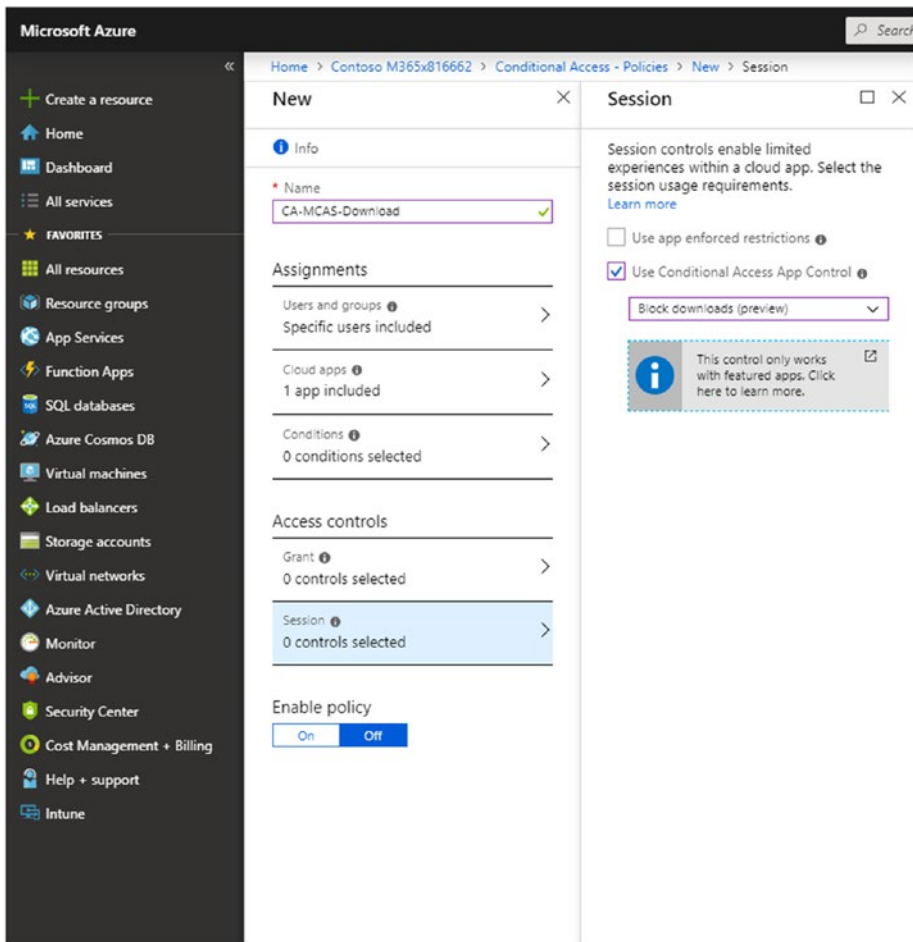 Microsoft Azure
Search
«
Home > Contoso M365x816662 > Conditional Access - Policies > New > Session
Create a resource
Home
Dashboard
All services
FAVORITES
All resources
Resource groups
App Services
Function Apps
SQL databases
Azure Cosmos DB
Virtual machines
Load balancers
Storage accounts
Virtual networks
Azure Active Directory
Monitor
Advisor
Security Center
Cost Management + Billing
Help + support
Intune
New
Info
* Name
CA-MCAS-Download
Assignments
Users and groups
Specific users included
Cloud apps
1 app included
Conditions
0 conditions selected
Access controls
Grant
0 controls selected
Session
0 controls selected
Enable policy
On Off
Session
Session controls enable limited
experiences within a cloud app. Select the
session usage requirements.
Learn more
Use app enforced restrictions
Use Conditional Access App Control
Block downloads (preview)
This control only works
with featured apps. Click
here to learn more.